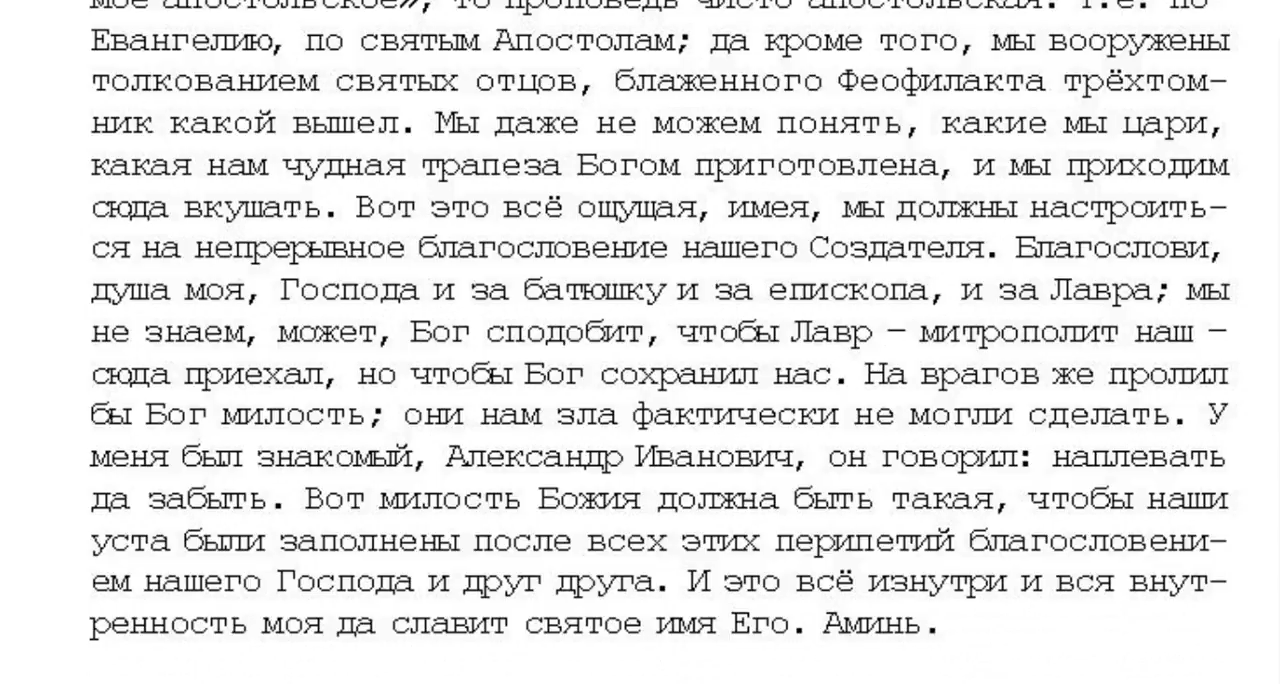 мое апостольское», то проповедь чисто апостольская. Т.е. по
Евангелию, по святым Апостолам; да кроме того, мы вооружены
толкованием святых отцов, блаженного Феофилакта трёхтом-
ник какой вышел. Мы даже не можем понять, какие мы цари,
какая нам чудная трапеза Богом приготовлена, и мы приходим
сюда вкушать. Вот это всё ощущая, имея, мы должны настроить-
ся на непрерывное благословение нашего Создателя. Благослови,
душа моя, Господа и за батюшку и за епископа, и за Лавра; мы
не знаем, может, Бог сподобит, чтобы Лавр – митрополит наш –
сюда приехал, но чтобы Бог сохранил нас. На врагов же пролил
бы Бог милость; они нам зла фактически не могли сделать. У
меня был знакомый, Александр Иванович, он говорил: наплевать
да забыть. Вот милость Божия должна быть такая, чтобы наши
уста были заполнены после всех этих перипетий благословени-
ем нашего Господа и друг друга. И это всё изнутри и вся внут-
ренность моя да славит святое имя Его. Аминь.